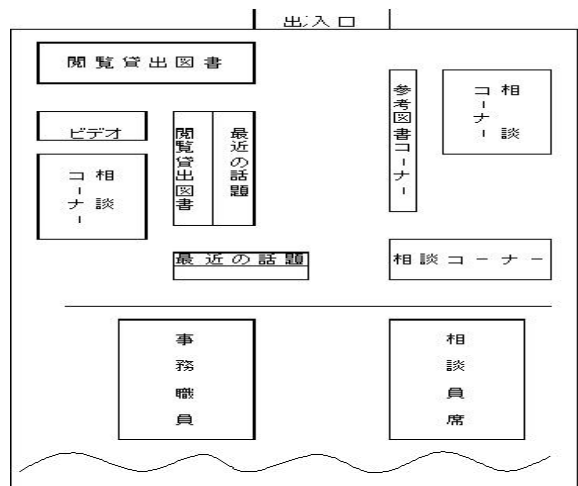 出入口
閲覧貸出図書
参考図書コーナー
相談
コーナー
ビデオ
最近の話題
閲覧貸出図書
相談
コーナー
最近の話題
相談コーナー
事務職員
相談員席